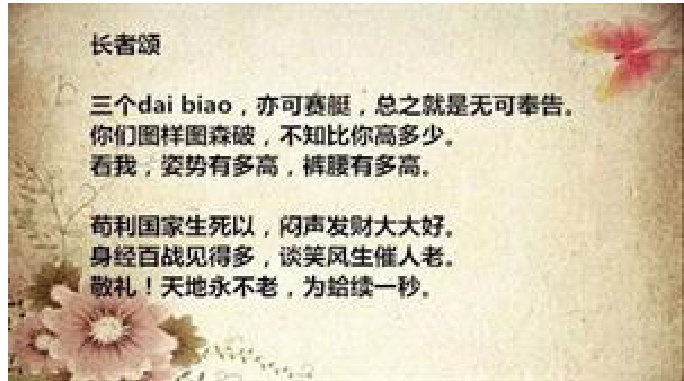 长者颂
三个dai biao，亦可赛艇，总之就是无可奉告。
你们图样图森破，不知比你高多少。
看我，姿势有多高，裤腰有多高。
苟利国家生死以，闷声发财大大好。
身经百战见得多，谈笑风生催人老。
敬礼！天地永不老，为蛤续一秒。